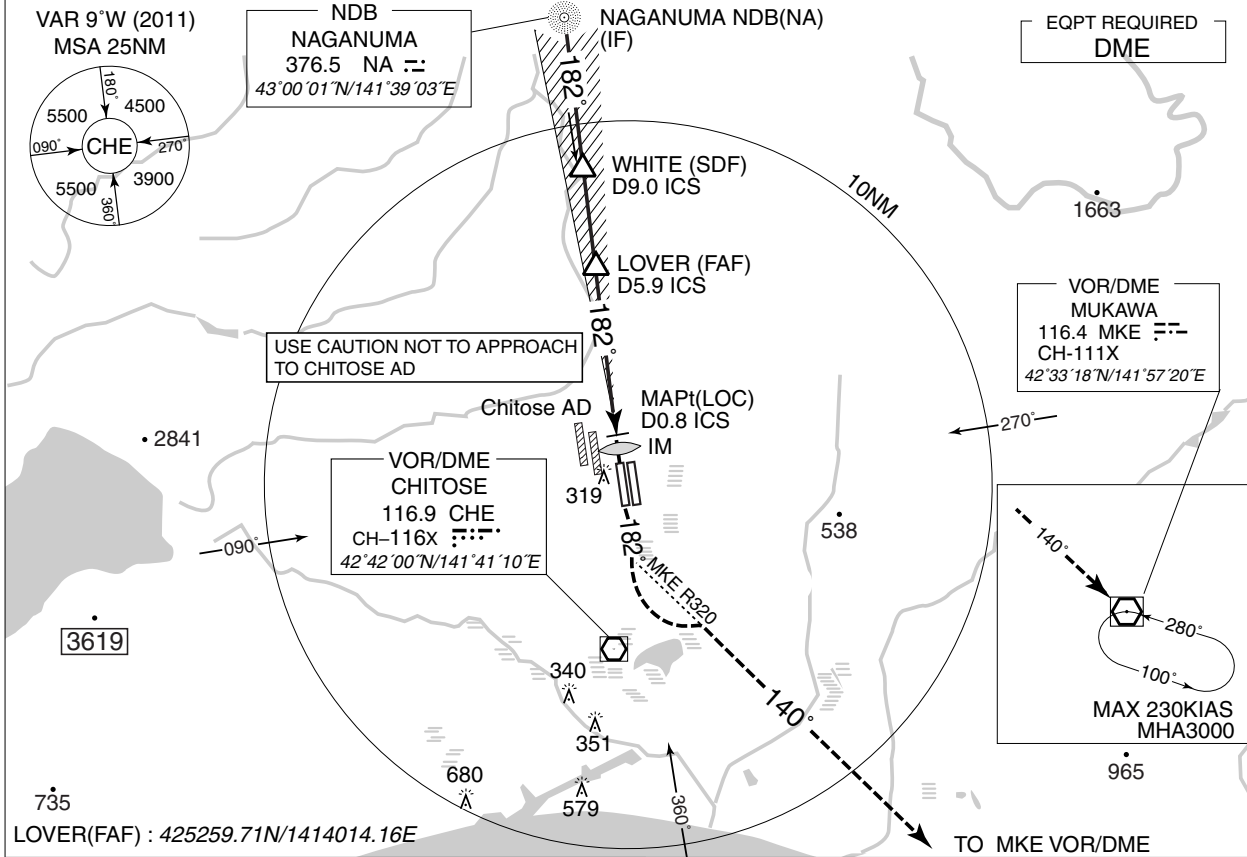 VAR 9°W (2011)
MSA 25NM
180°
5500
4500
090°
CHE
270°
5500
3900
360°
NDB
NAGANUMA
376.5 NA
43°00´01˝N/141°39´03˝E
NAGANUMA NDB(NA)
(IF)
EQPT REQUIRED
DME
182°
WHITE (SDF)
D9.0 ICS
10NM
1663
LOVER (FAF)
D5.9 ICS
182°
VOR/DME
MUKAWA
116.4 MKE
CH-111X
42°33´18˝N/141°57´20˝E
USE CAUTION NOT TO APPROACH
TO CHITOSE AD
Chitose AD
MAPt(LOC)
D0.8 ICS
IM
270°
2841
319
VOR/DME
CHITOSE
116.9 CHE
CH–116X
42°42´00˝N/141°41´10˝E
538
090°
182°
MKE R320
140°
280°
100°
MAX 230KIAS
MHA3000
3619
340
351
140°
680
579
360°
965
735
LOVER(FAF) : 425259.71N/1414014.16E
TO MKE VOR/DME